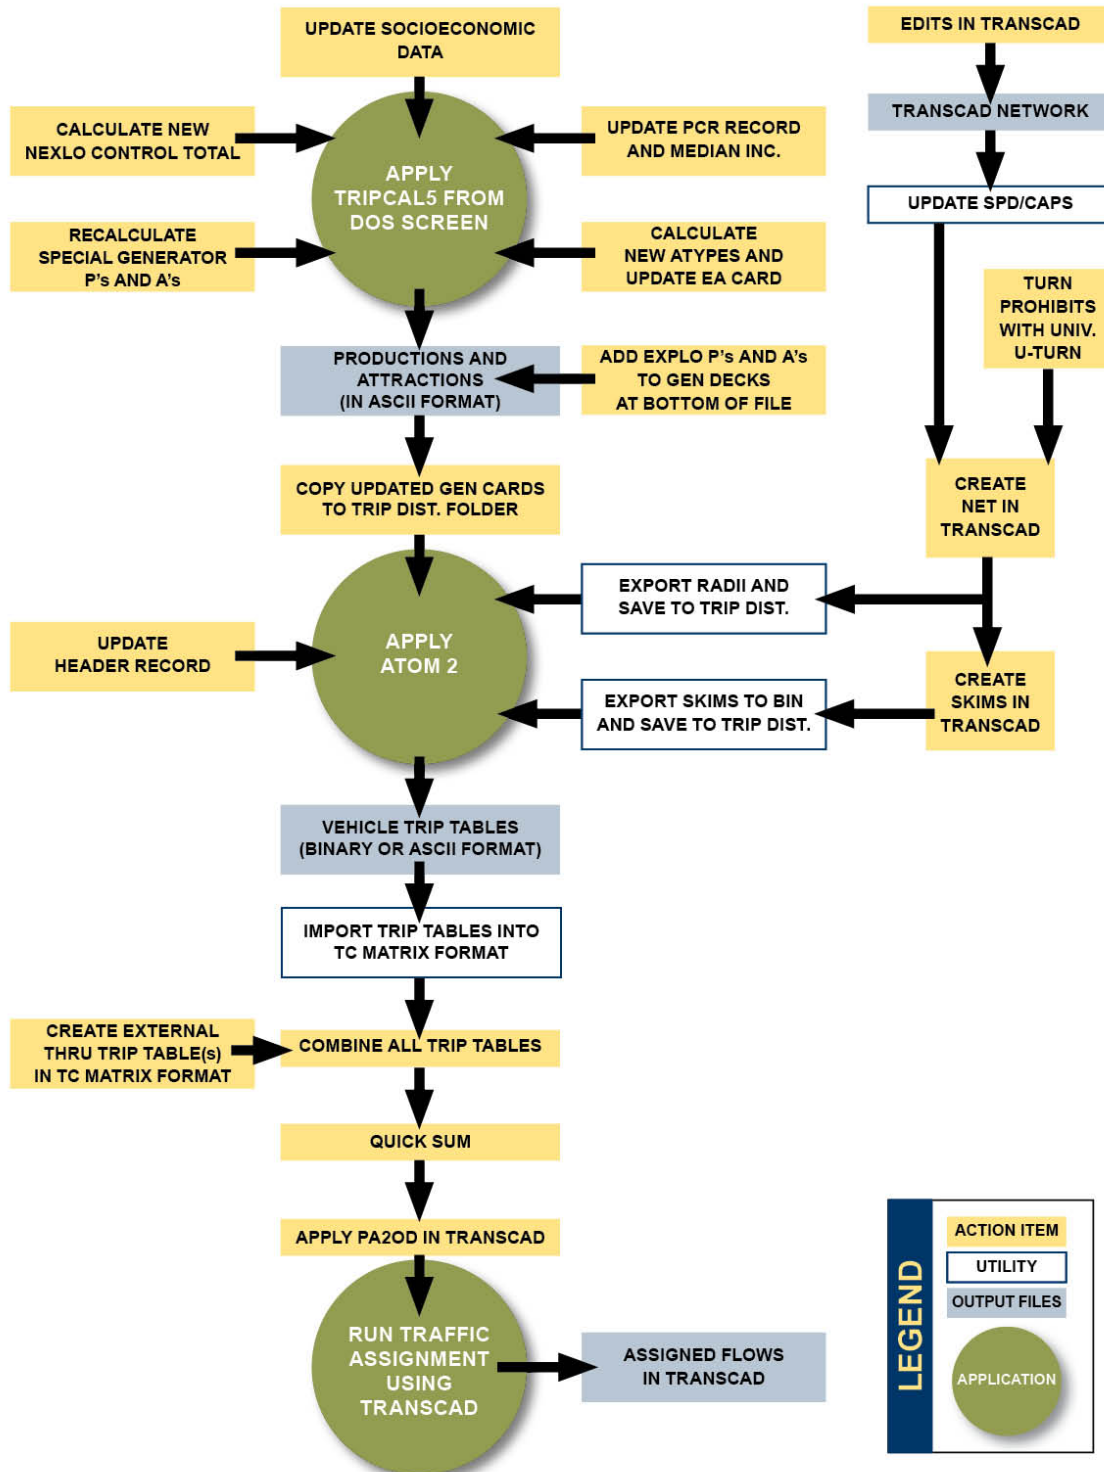 UPDATE SOCIOECONOMIC
DATA
EDITS IN TRANSCAD
TRANSCAD NETWORK
CALCULATE NEW
NEXLO CONTROL TOTAL
UPDATE PCR RECORD
AND MEDIAN INC.
APPLY
TRIPCAL5 FROM
DOS SCREEN
UPDATE SPD/CAPS
RECALCULATE
SPECIAL GENERATOR
P's AND A's
CALCULATE
NEW ATYPES AND
UPDATE EA CARD
TURN
PROHIBITS
WITH UNIV.
U-TURN
PRODUCTIONS AND
ATTRACTIONS
(IN ASCII FORMAT)
ADD EXPLO P's AND A's
TO GEN DECKS
AT BOTTOM OF FILE
COPY UPDATED GEN CARDS
TO TRIP DIST. FOLDER
CREATE
NET IN
TRANSCAD
EXPORT RADII AND
SAVE TO TRIP DIST.
UPDATE
HEADER RECORD
APPLY
ATOM 2
EXPORT SKIMS TO BIN
AND SAVE TO TRIP DIST.
CREATE
SKIMS IN
TRANSCAD
VEHICLE TRIP TABLES
(BINARY OR ASCII FORMAT)
IMPORT TRIP TABLES INTO
TC MATRIX FORMAT
CREATE EXTERNAL
THRU TRIP TABLE(s)
IN TC MATRIX FORMAT
COMBINE ALL TRIP TABLES
QUICK SUM
APPLY PA2OD IN TRANSCAD
RUN TRAFFIC
ASSIGNMENT
USING
TRANSCAD
ASSIGNED FLOWS
IN TRANSCAD
LEGEND
ACTION ITEM
UTILITY
OUTPUT FILES
APPLICATION